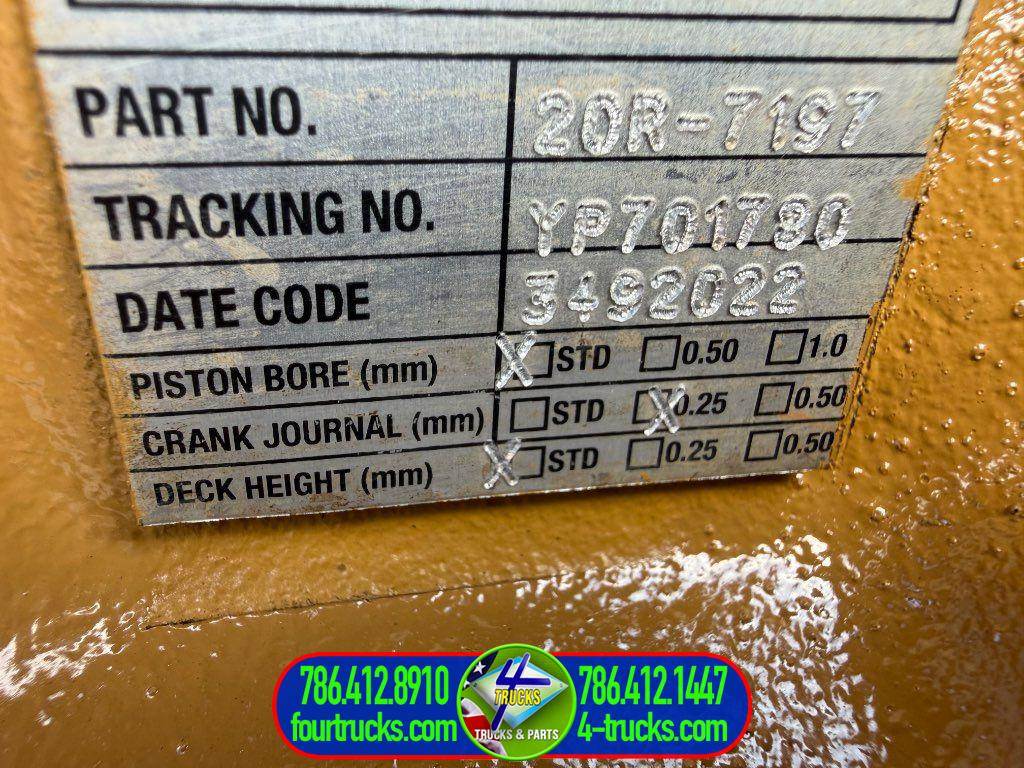 PART NO. 20R-7197
TRACKING NO. YP701780
DATE CODE 3492022
PISTON BORE (mm) X STD 0.50 1.0
CRANK JOURNAL (mm) STD X 0.25 0.50
DECK HEIGHT (mm) X STD 0.25 0.50
786.412.8910 4 TRUCKS 786.412.1447
fourtrucks.com TRUCKS & PARTS 4-trucks.com